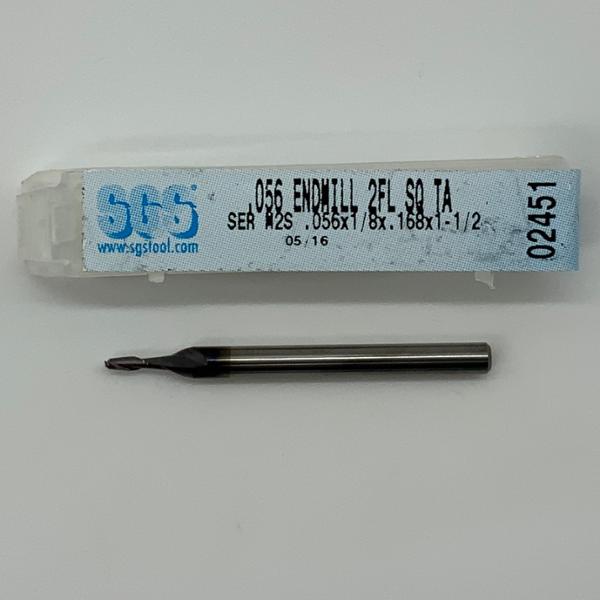 SGS
www.sgstool.com
.056 ENDMILL 2FL SQ TA
SER M2S .056x1/8x.168x1-1/2
05/16
02451